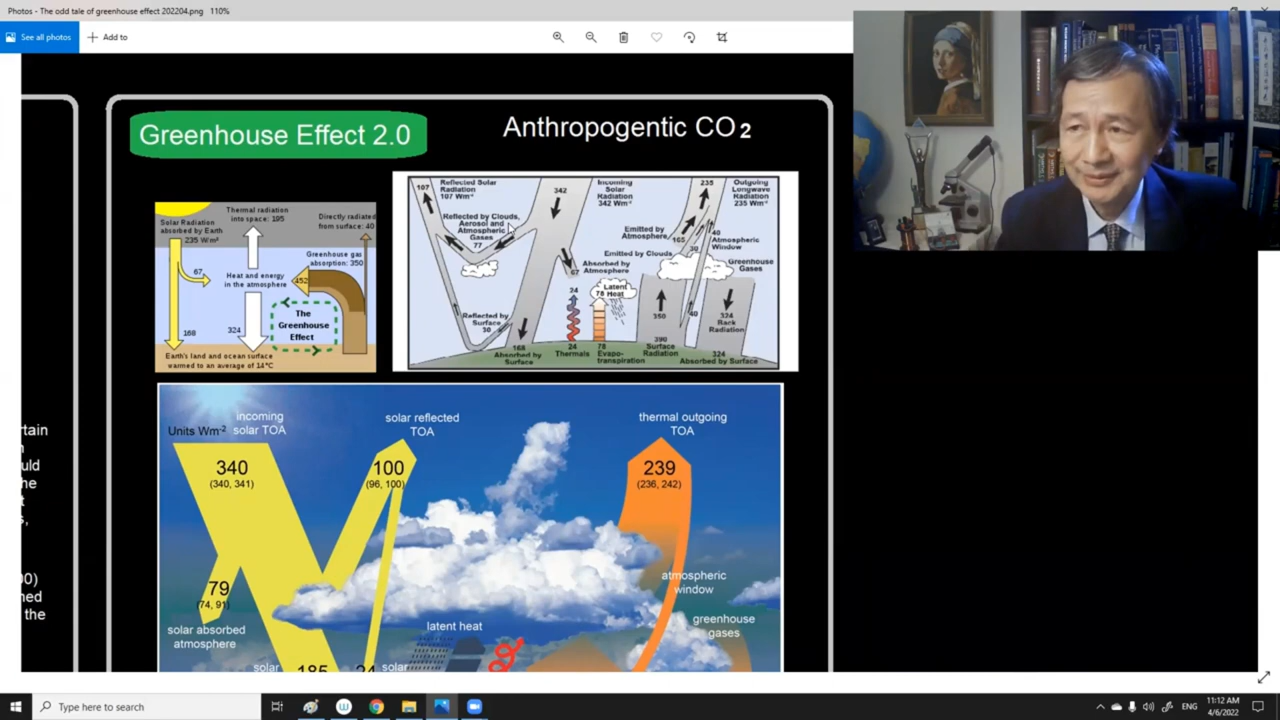 Photos - The odd tale of greenhouse effect 202204.png 110%
See all photos
Add to
Greenhouse Effect 2.0
Anthropogentic CO2
Solar Radiation
absorbed by Earth
235 W/m²
Thermal radiation
into space: 195
Directly radiated
from surface: 40
Greenhouse gas
absorption: 350
67
Heat and energy
in the atmosphere
452
168
324
The
Greenhouse
Effect
Earth's land and ocean surface
warmed to an average of 14°C
107
Reflected Solar
Radiation
107 Wm⁻²
342
Incoming
Solar
Radiation
342 Wm⁻²
235
Outgoing
Longwave
Radiation
235 Wm⁻²
Reflected by Clouds,
Aerosol and
Atmospheric
Gases
77
Emitted by
Atmosphere
165
40
Atmospheric
Window
30
Emitted by Clouds
Greenhouse
Gases
67
Absorbed by
Atmosphere
24
Latent
78 Heat
Reflected by
Surface
30
350
40
324
Back
Radiation
168
Absorbed by
Surface
24
Thermals
78
Evapo-
transpiration
390
Surface
Radiation
324
Absorbed by Surface
Units Wm-2
incoming
solar TOA
solar reflected
TOA
thermal outgoing
TOA
340
(340, 341)
100
(96, 100)
239
(236, 242)
79
(74, 91)
solar absorbed
atmosphere
atmospheric
window
greenhouse
gases
latent heat
solar
185
24
solar
tain
uld
he
t
s,
00)
ned
the
Type here to search
ENG
11:12 AM
4/6/2022